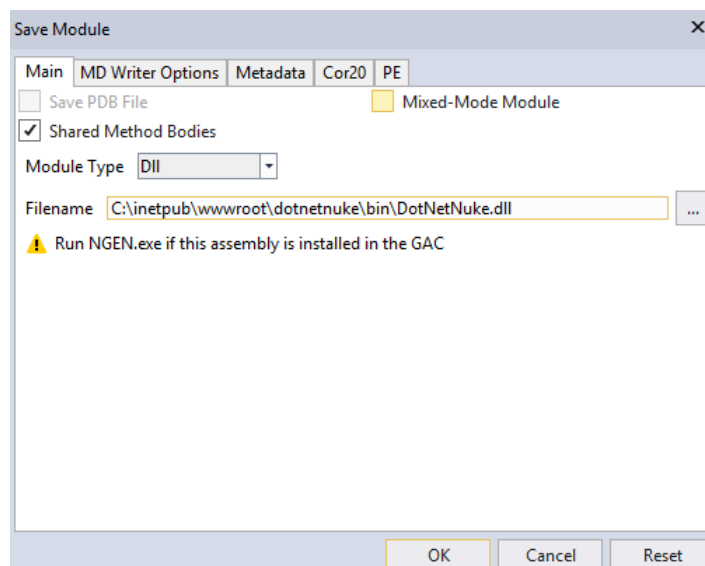 Save Module
Main MD Writer Options Metadata Cor20 PE
Save PDB File Mixed-Mode Module
Shared Method Bodies
Module Type Dll
Filename C:\inetpub\wwwroot\dotnetnuke\bin\DotNetNuke.dll ...
Run NGEN.exe if this assembly is installed in the GAC
OK Cancel Reset